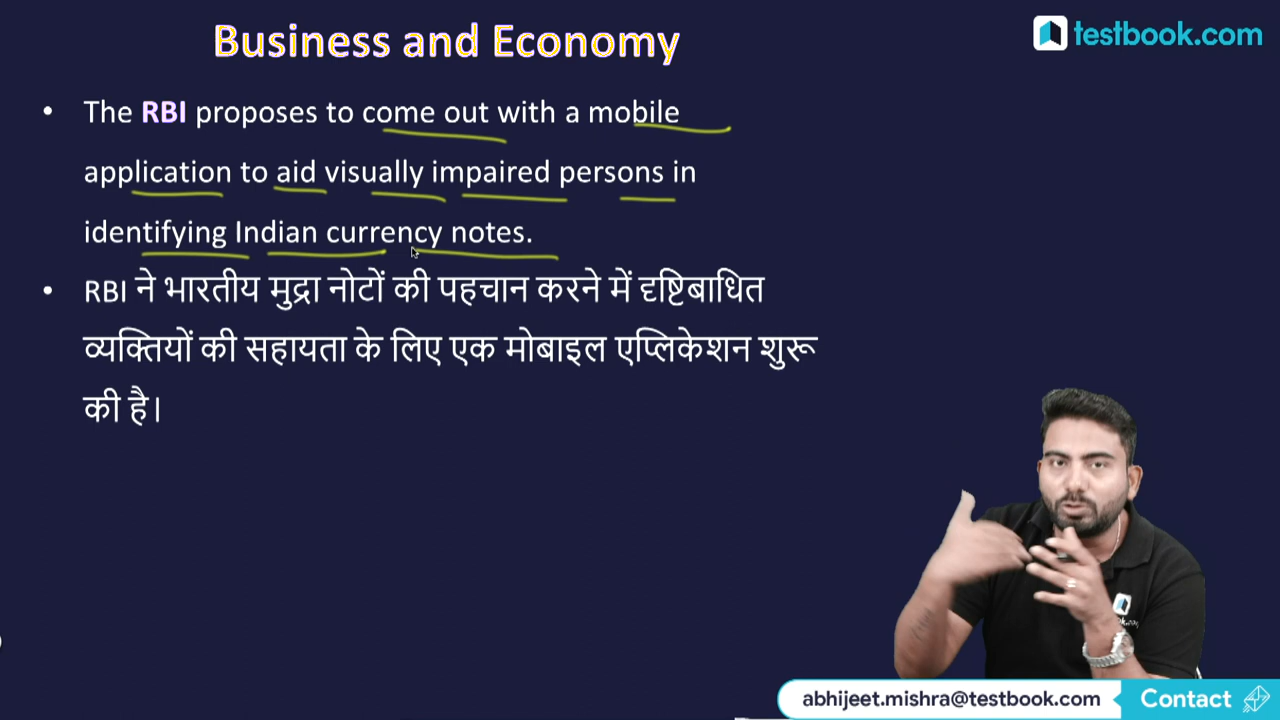 Business and Economy
testbook.com
• The RBI proposes to come out with a mobile
application to aid visually impaired persons in
identifying Indian currency notes.
• RBI ने भारतीय मुद्रा नोटों की पहचान करने में दृष्टिबाधित
व्यक्तियों की सहायता के लिए एक मोबाइल एप्लिकेशन शुरू
की है।
abhijeet.mishra@testbook.com
Contact